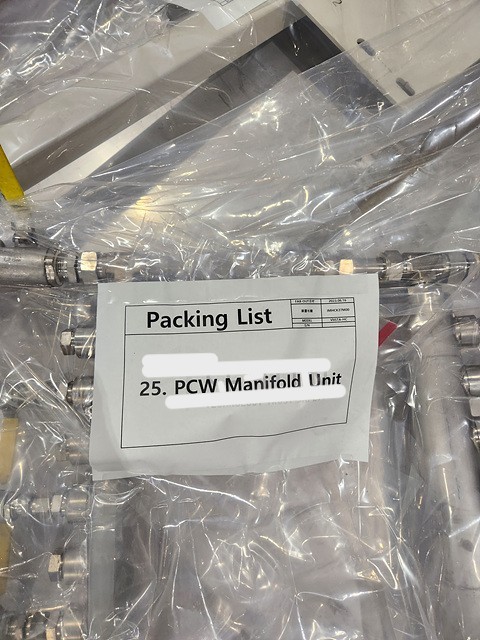 Packing List
25. PCW Manifold Unit